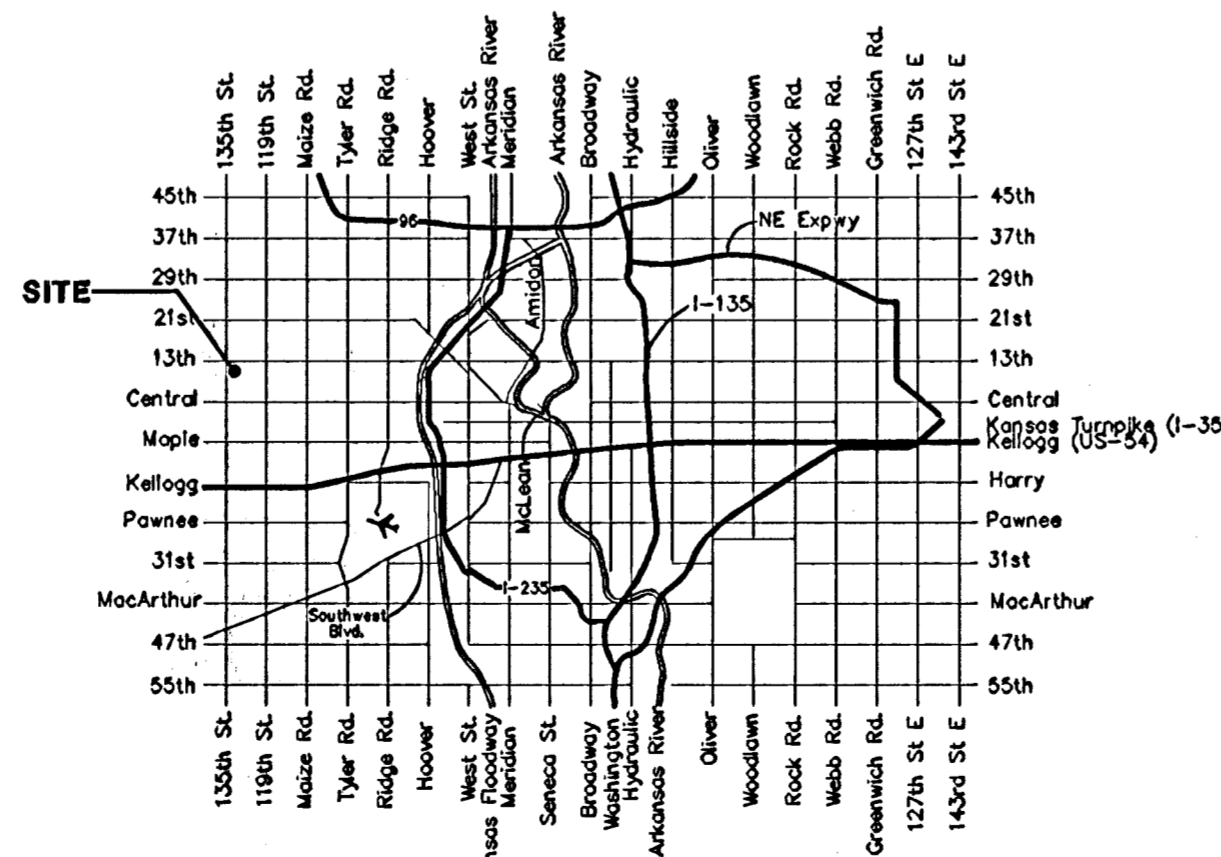 135th St.
119th St.
Maize Rd.
Tyler Rd.
Ridge Rd.
Hoover
West St.
Arkansas River
Meridian
Arkansas River
Broadway
Hydraulic
Hillside
Oliver
Woodlawn
Rock Rd.
Webb Rd.
Greenwich Rd.
127th St E
143rd St E
45th
45th
96
NE Expwy
37th
37th
29th
29th
SITE
Amidon
I-135
21st
21st
13th
13th
Central
Central
Kansas Turnpike (I-35
Maple
Kellogg (US-54)
Kellogg
Harry
McLean
Pawnee
Pawnee
31st
31st
I-235
MacArthur
MacArthur
Southwest
Blvd.
47th
47th
55th
55th
135th St.
119th St.
Maize Rd.
Tyler Rd.
Ridge Rd.
Hoover
West St.
nsas Floodway
Meridian
Seneca St.
Broadway
Washington
Hydraulic
Arkansas River
Oliver
Woodlawn
Rock Rd.
Webb Rd.
Greenwich Rd.
127th St E
143rd St E